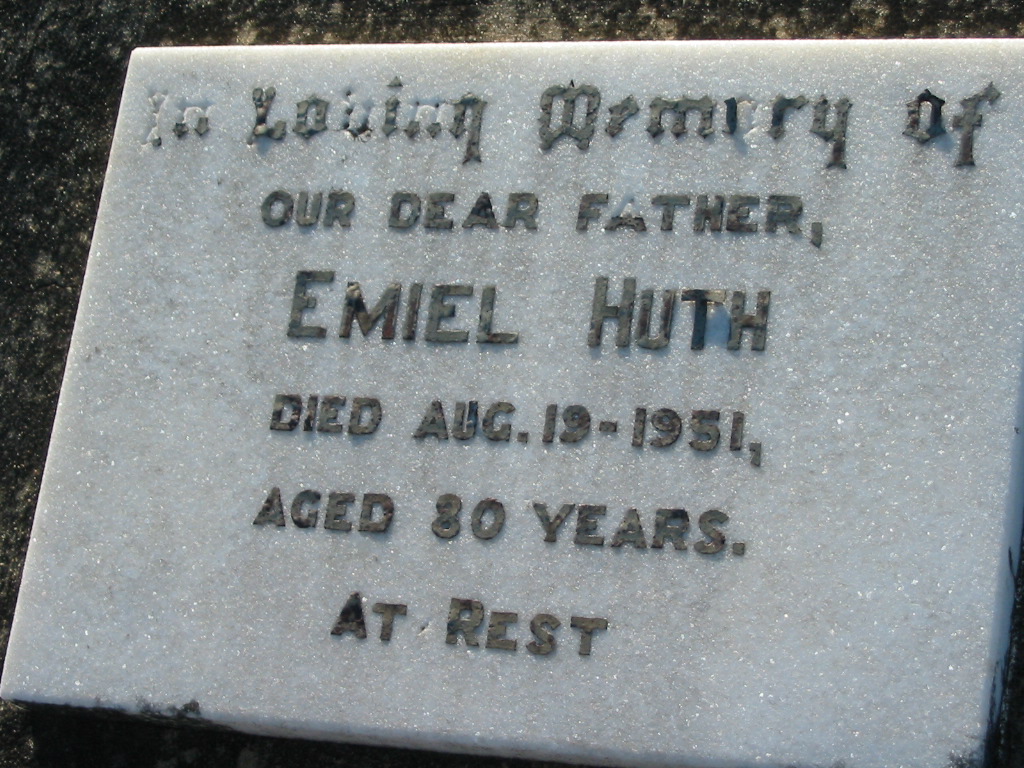 In Loving Memory of
OUR DEAR FATHER,
EMIEL HUTH
DIED AUG. 19-1951,
AGED 80 YEARS.
AT REST